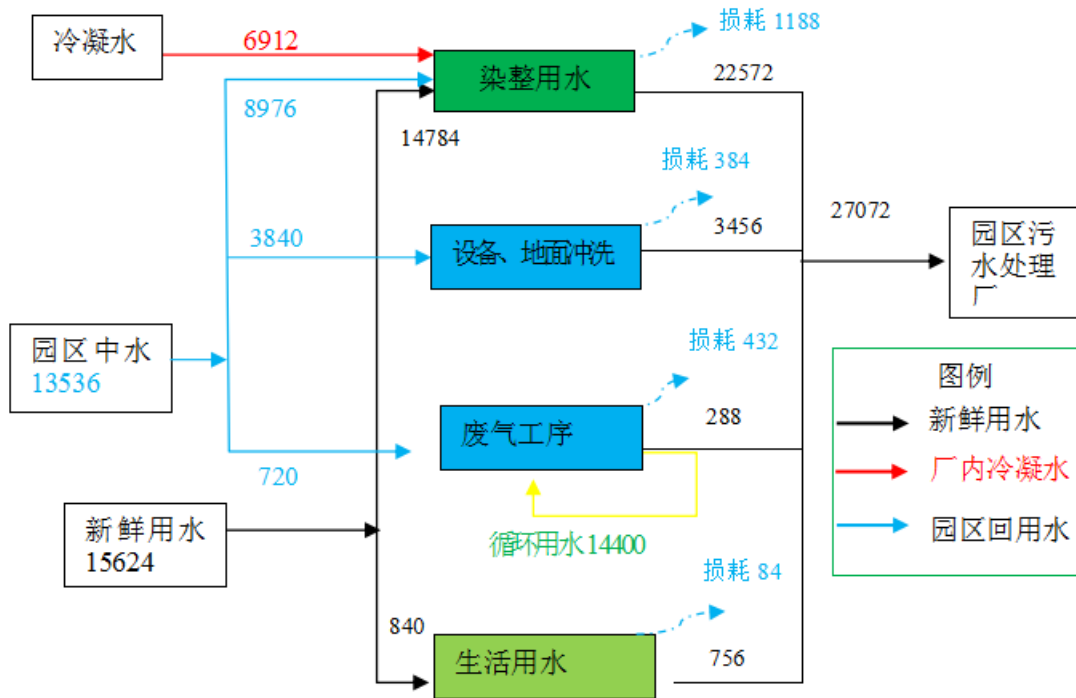 损耗 1188
冷凝水
6912
染整用水
22572
8976
14784
损耗 384
3840
设备、地面冲洗
3456
27072
园区污
水处理
厂
园区中水
13536
损耗 432
废气工序
288
720
循环用水14400
新鲜用水
15624
损耗 84
840
生活用水
756
图例
新鲜用水
厂内冷凝水
园区回用水